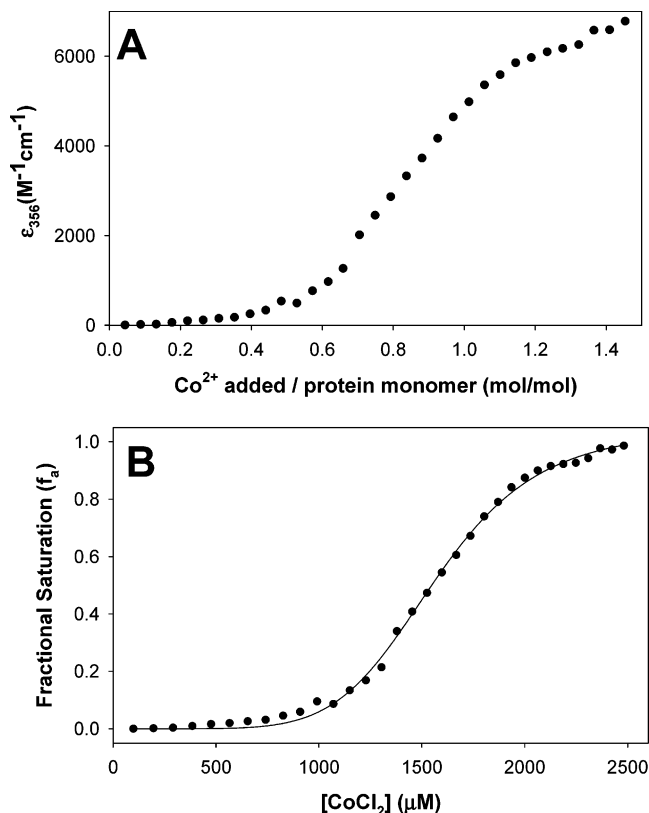 A
6000
4000
2000
0
ε356(M-1cm-1)
0.0 0.2 0.4 0.6 0.8 1.0 1.2 1.4
Co2+ added / protein monomer (mol/mol)
B
1.0
0.8
0.6
0.4
0.2
0.0
Fractional Saturation (fa)
0 500 1000 1500 2000 2500
[CoCl2] (μM)